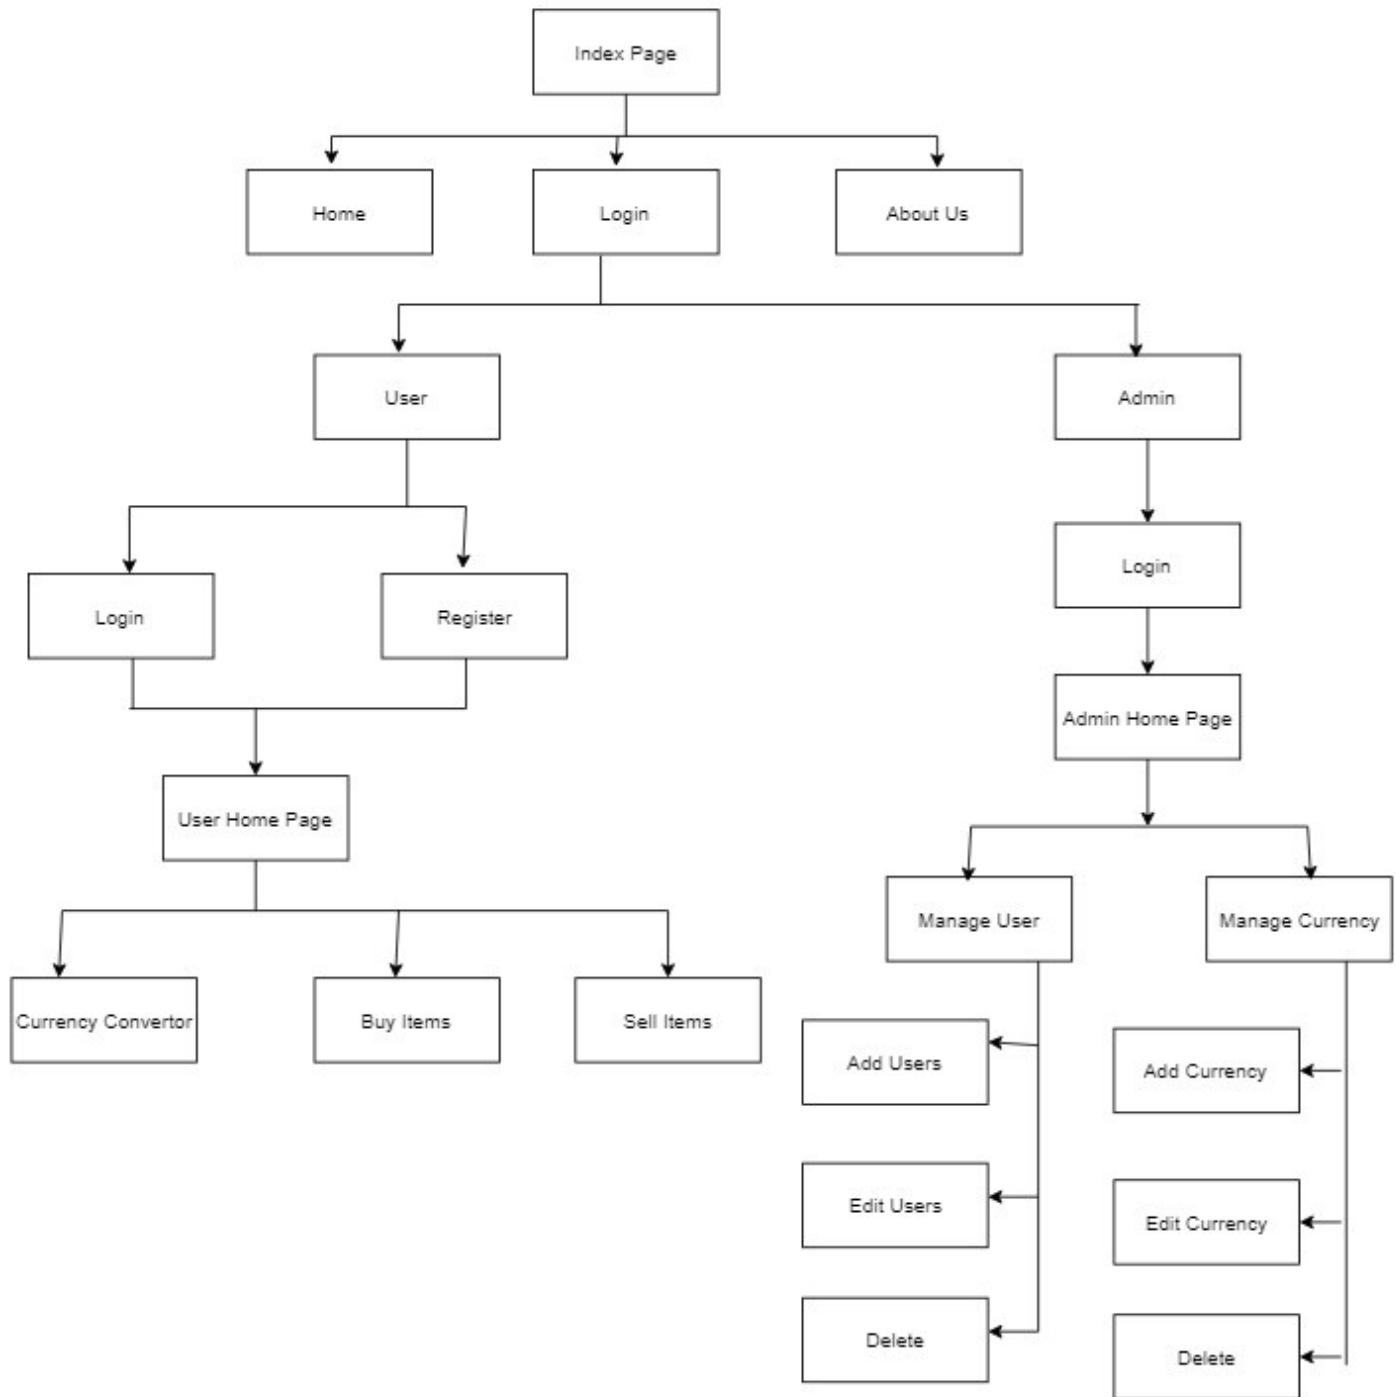 Index Page
Home
Login
About Us
User
Admin
Login
Register
Login
Admin Home Page
User Home Page
Manage User
Manage Currency
Currency Convertor
Buy Items
Sell Items
Add Users
Add Currency
Edit Users
Edit Currency
Delete
Delete